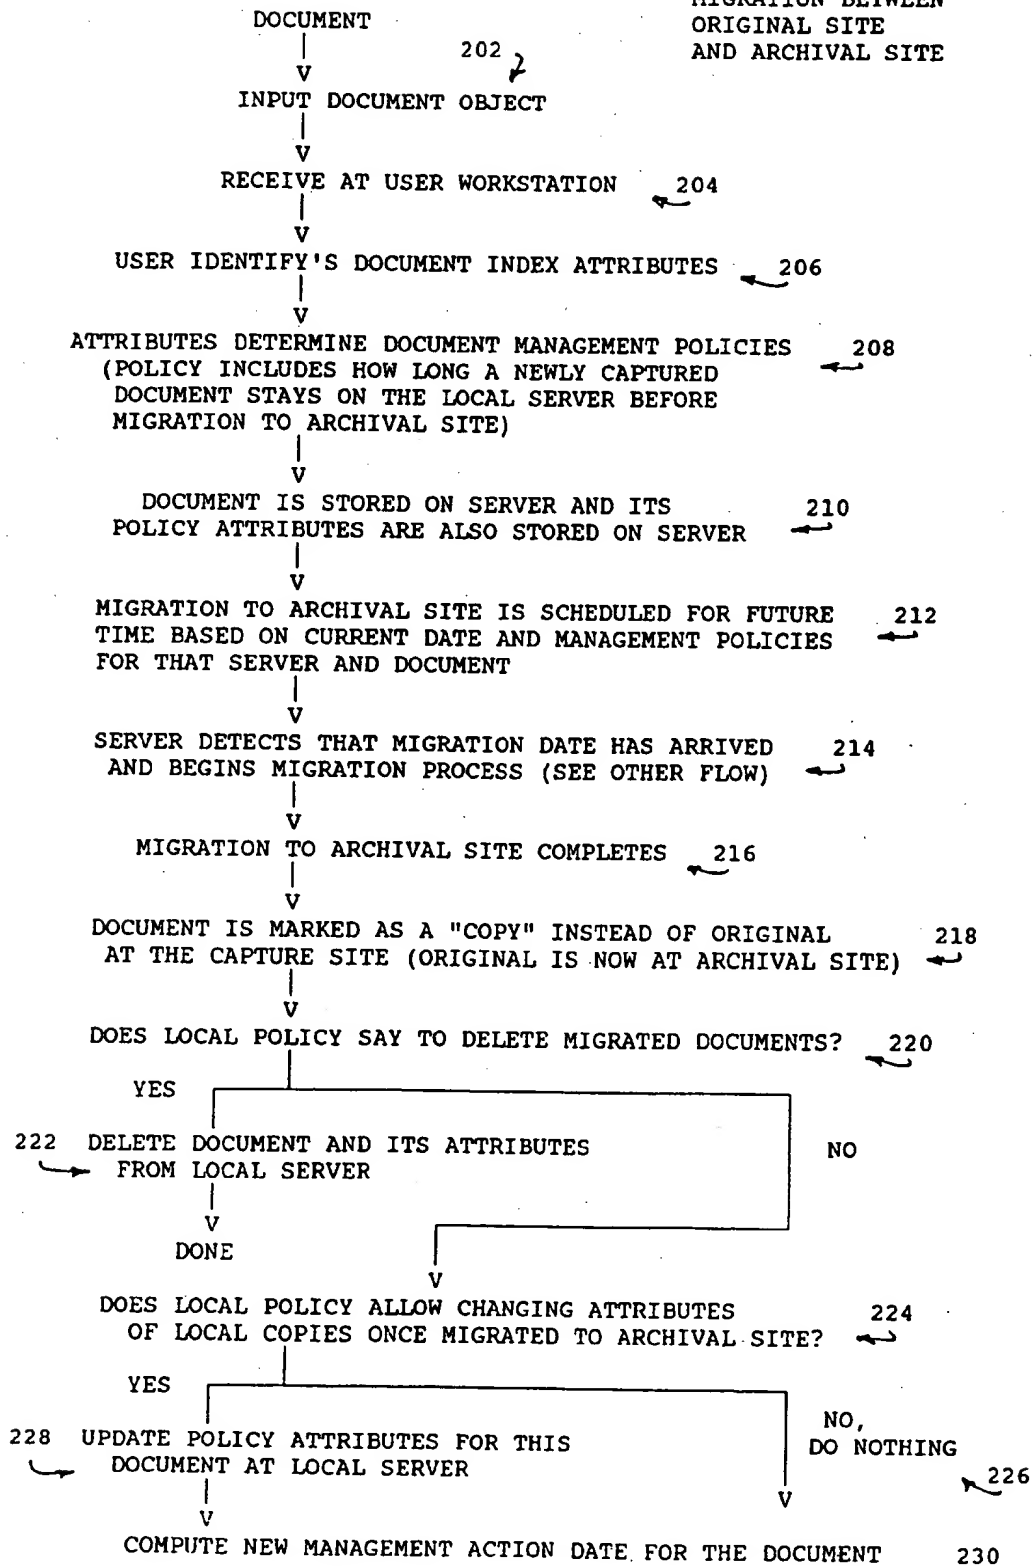 MIGRATION BETWEEN
ORIGINAL SITE
AND ARCHIVAL SITE
DOCUMENT
V
202
INPUT DOCUMENT OBJECT
V
RECEIVE AT USER WORKSTATION 204
V
USER IDENTIFY'S DOCUMENT INDEX ATTRIBUTES 206
V
ATTRIBUTES DETERMINE DOCUMENT MANAGEMENT POLICIES 208
(POLICY INCLUDES HOW LONG A NEWLY CAPTURED
DOCUMENT STAYS ON THE LOCAL SERVER BEFORE
MIGRATION TO ARCHIVAL SITE)
V
DOCUMENT IS STORED ON SERVER AND ITS 210
POLICY ATTRIBUTES ARE ALSO STORED ON SERVER
V
MIGRATION TO ARCHIVAL SITE IS SCHEDULED FOR FUTURE 212
TIME BASED ON CURRENT DATE AND MANAGEMENT POLICIES
FOR THAT SERVER AND DOCUMENT
V
SERVER DETECTS THAT MIGRATION DATE HAS ARRIVED 214
AND BEGINS MIGRATION PROCESS (SEE OTHER FLOW)
V
MIGRATION TO ARCHIVAL SITE COMPLETES 216
V
DOCUMENT IS MARKED AS A "COPY" INSTEAD OF ORIGINAL 218
AT THE CAPTURE SITE (ORIGINAL IS NOW AT ARCHIVAL SITE)
V
DOES LOCAL POLICY SAY TO DELETE MIGRATED DOCUMENTS? 220
YES
222 DELETE DOCUMENT AND ITS ATTRIBUTES
FROM LOCAL SERVER
NO
V
DONE
V
DOES LOCAL POLICY ALLOW CHANGING ATTRIBUTES 224
OF LOCAL COPIES ONCE MIGRATED TO ARCHIVAL SITE?
YES
NO,
DO NOTHING
226
228 UPDATE POLICY ATTRIBUTES FOR THIS
DOCUMENT AT LOCAL SERVER
V
V
COMPUTE NEW MANAGEMENT ACTION DATE FOR THE DOCUMENT 230